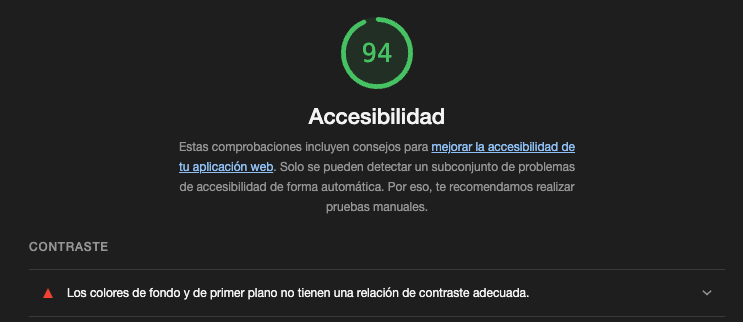 94
Accesibilidad
Estas comprobaciones incluyen consejos para mejorar la accesibilidad de
tu aplicación web. Solo se pueden detectar un subconjunto de problemas
de accesibilidad de forma automática. Por eso, te recomendamos realizar
pruebas manuales.
CONTRASTE
Los colores de fondo y de primer plano no tienen una relación de contraste adecuada.